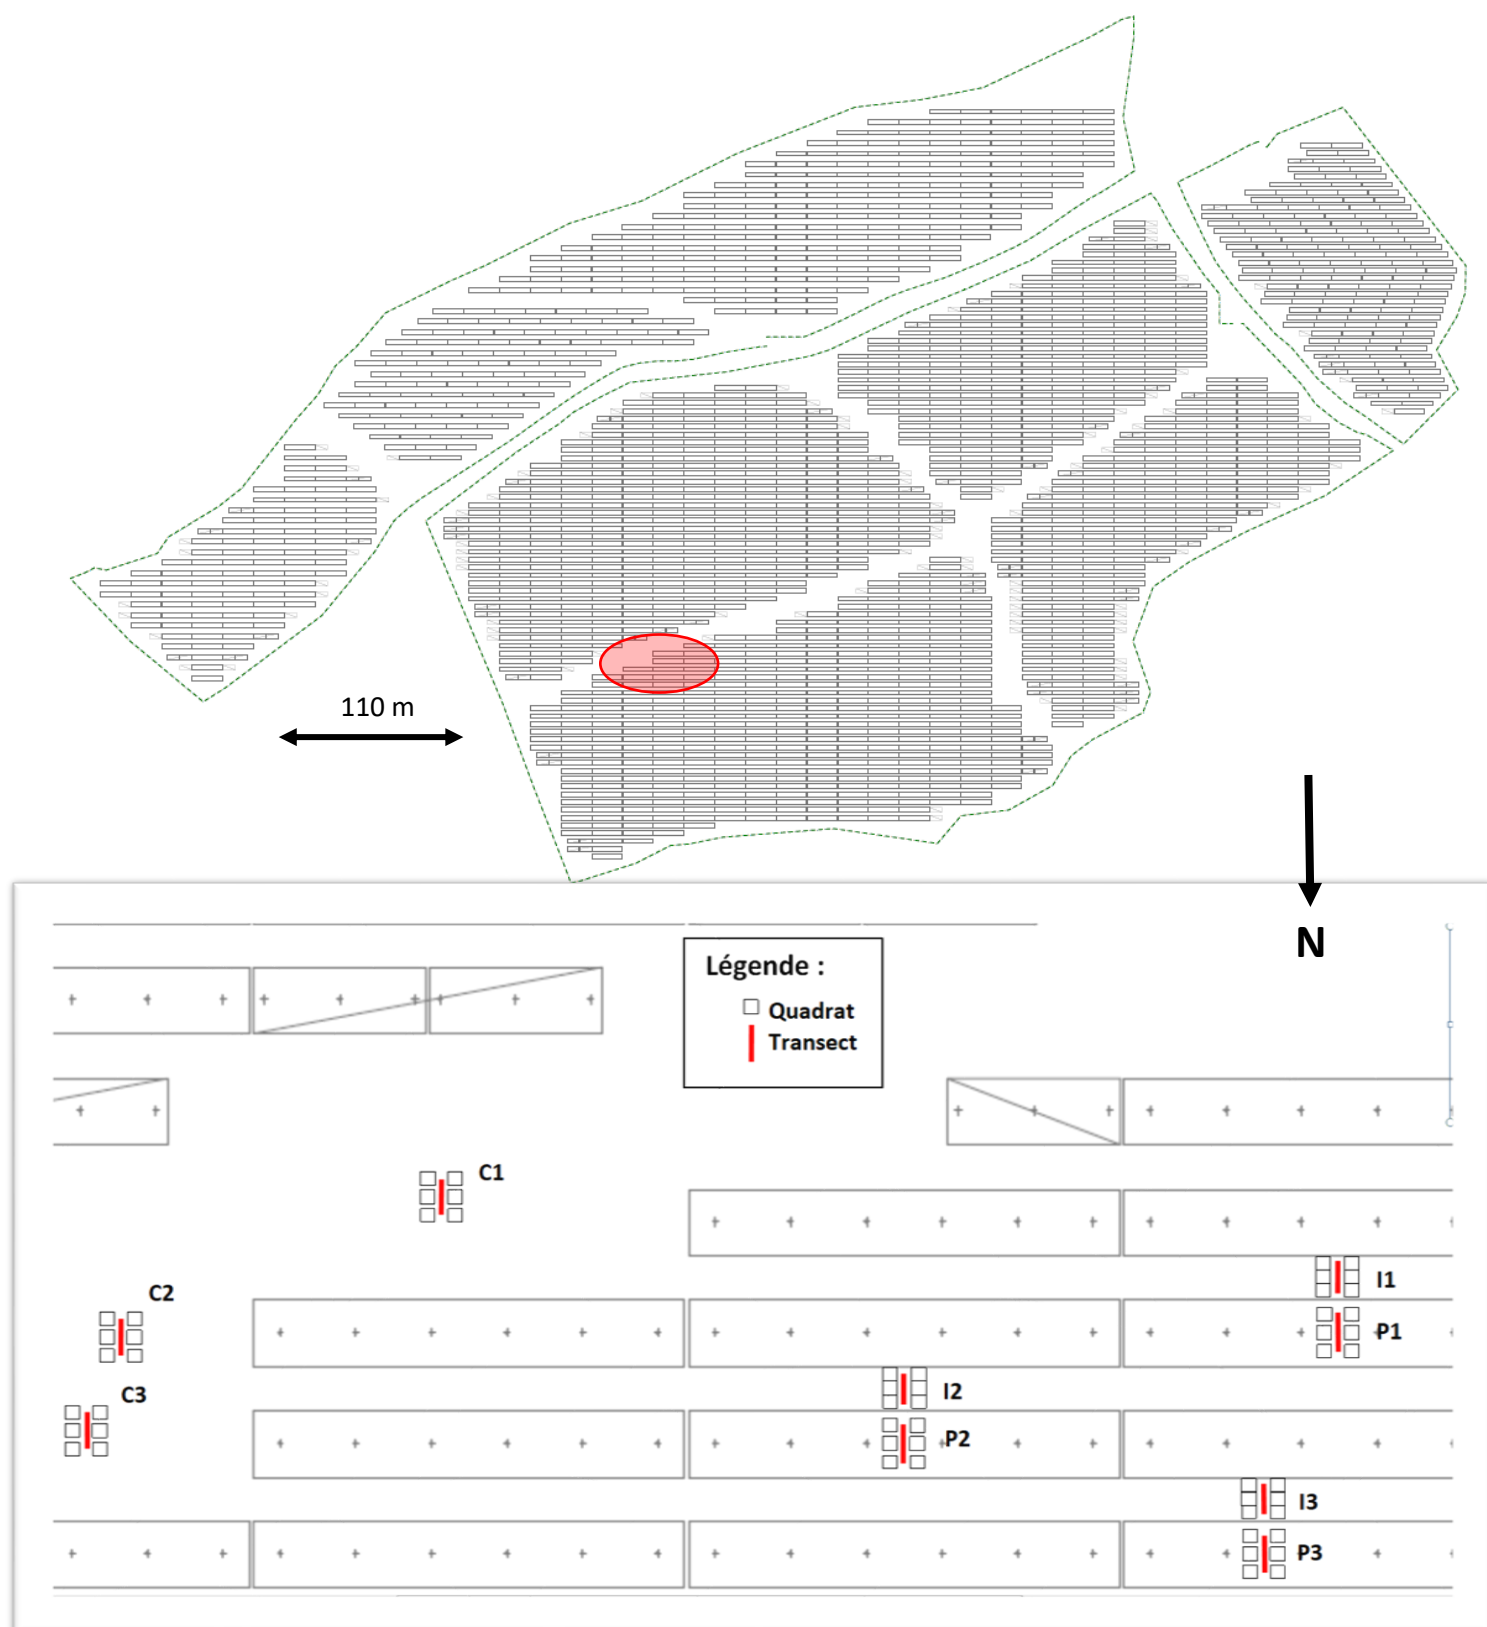 110 m
N
Légende :
Quadrat
Transect
C1
C2
I1
P1
C3
I2
P2
I3
P3